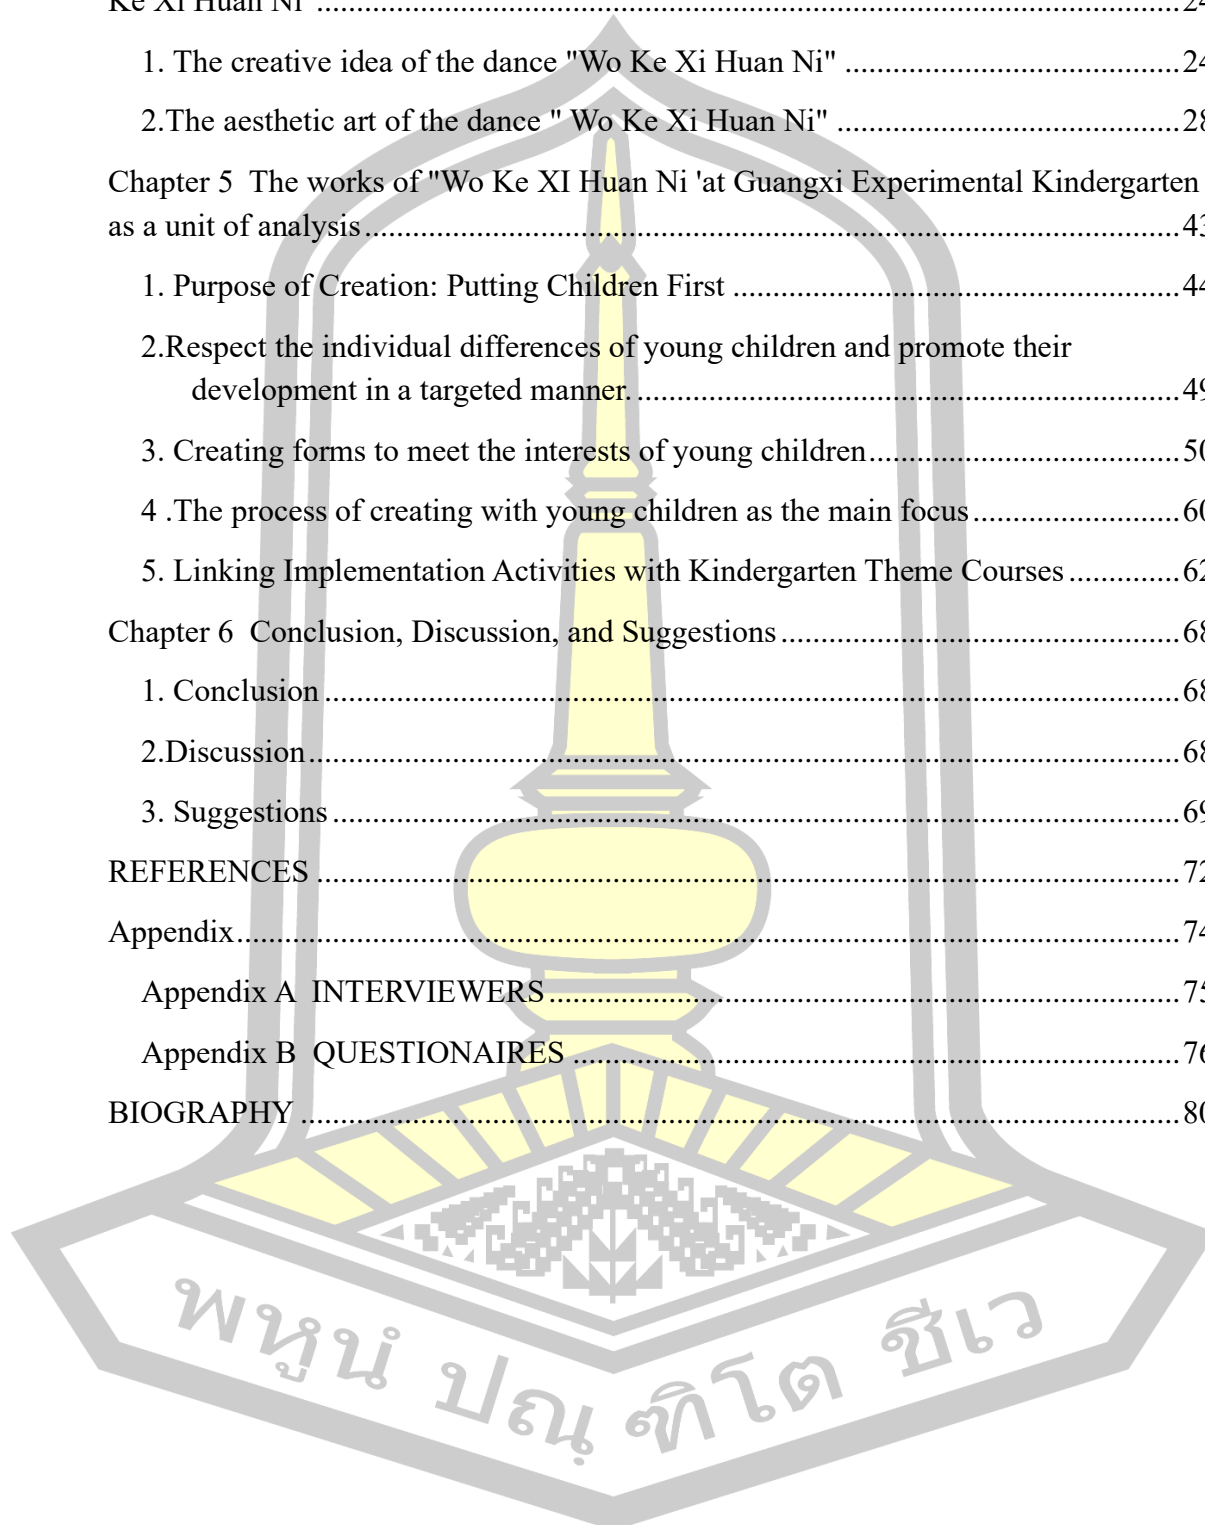 Ke Xi Huan Ni" ........................................................................................................24
1. The creative idea of the dance "Wo Ke Xi Huan Ni" ........................................24
2.The aesthetic art of the dance " Wo Ke Xi Huan Ni" .........................................28
Chapter 5  The works of "Wo Ke XI Huan Ni 'at Guangxi Experimental Kindergarten
as a unit of analysis....................................................................................................43
1. Purpose of Creation: Putting Children First ......................................................44
2.Respect the individual differences of young children and promote their
development in a targeted manner. ..................................................................49
3. Creating forms to meet the interests of young children.....................................50
4 .The process of creating with young children as the main focus.........................60
5. Linking Implementation Activities with Kindergarten Theme Courses..............62
Chapter 6  Conclusion, Discussion, and Suggestions................................................68
1. Conclusion.......................................................................................................68
2.Discussion.........................................................................................................68
3. Suggestions......................................................................................................69
REFERENCES .........................................................................................................72
Appendix..................................................................................................................74
Appendix A  INTERVIEWERS............................................................................75
Appendix B  QUESTIONAIRES .........................................................................76
BIOGRAPHY ..........................................................................................................80
พหูนํ ปณฺฑิโต ชีเว